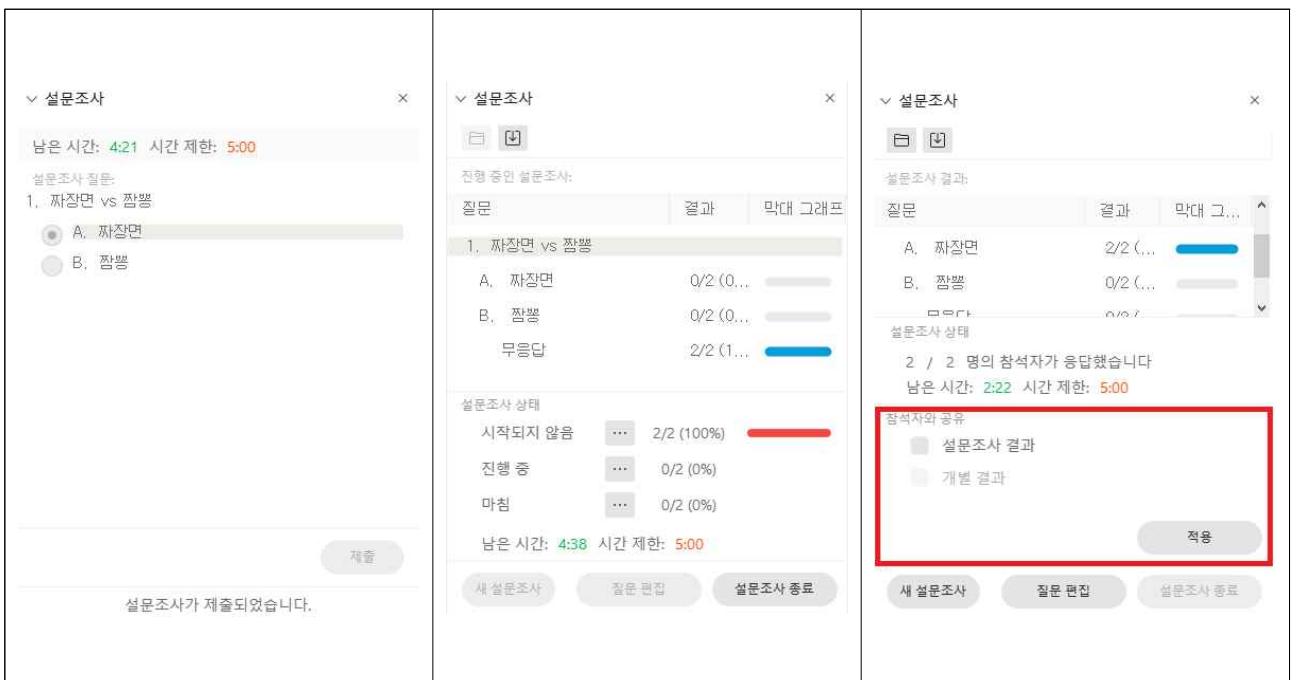 설문조사
남은 시간: 4:21 시간 제한: 5:00
설문조사 질문:
1. 짜장면 vs 짬뽕
A. 짜장면
B. 짬뽕
제출
설문조사가 제출되었습니다.
설문조사
진행 중인 설문조사:
질문 결과 막대 그래프
1. 짜장면 vs 짬뽕
A. 짜장면 0/2 (0...
B. 짬뽕 0/2 (0...
무응답 2/2 (1...
설문조사 상태
시작되지 않음 ... 2/2 (100%)
진행 중 ... 0/2 (0%)
마침 ... 0/2 (0%)
남은 시간: 4:38 시간 제한: 5:00
새 설문조사 질문 편집 설문조사 종료
설문조사
설문조사 결과:
질문 결과 막대 그...
A. 짜장면 2/2 (...
B. 짬뽕 0/2 (...
설문조사 상태
2 / 2 명의 참석자가 응답했습니다
남은 시간: 2:22 시간 제한: 5:00
참석자와 공유
설문조사 결과
개별 결과
적용
새 설문조사 질문 편집 설문조사 종료